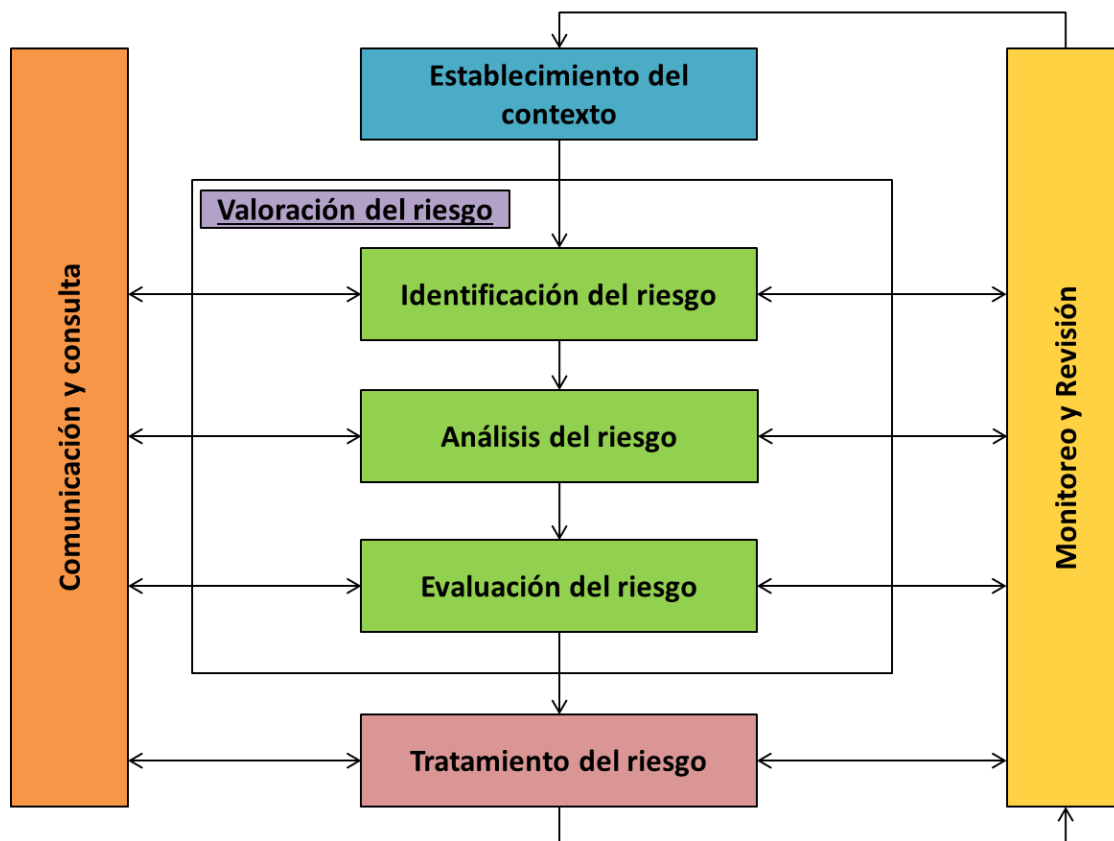 Establecimiento del
contexto
Valoración del riesgo
Identificación del riesgo
Análisis del riesgo
Evaluación del riesgo
Tratamiento del riesgo
Comunicación y consulta
Monitoreo y Revisión